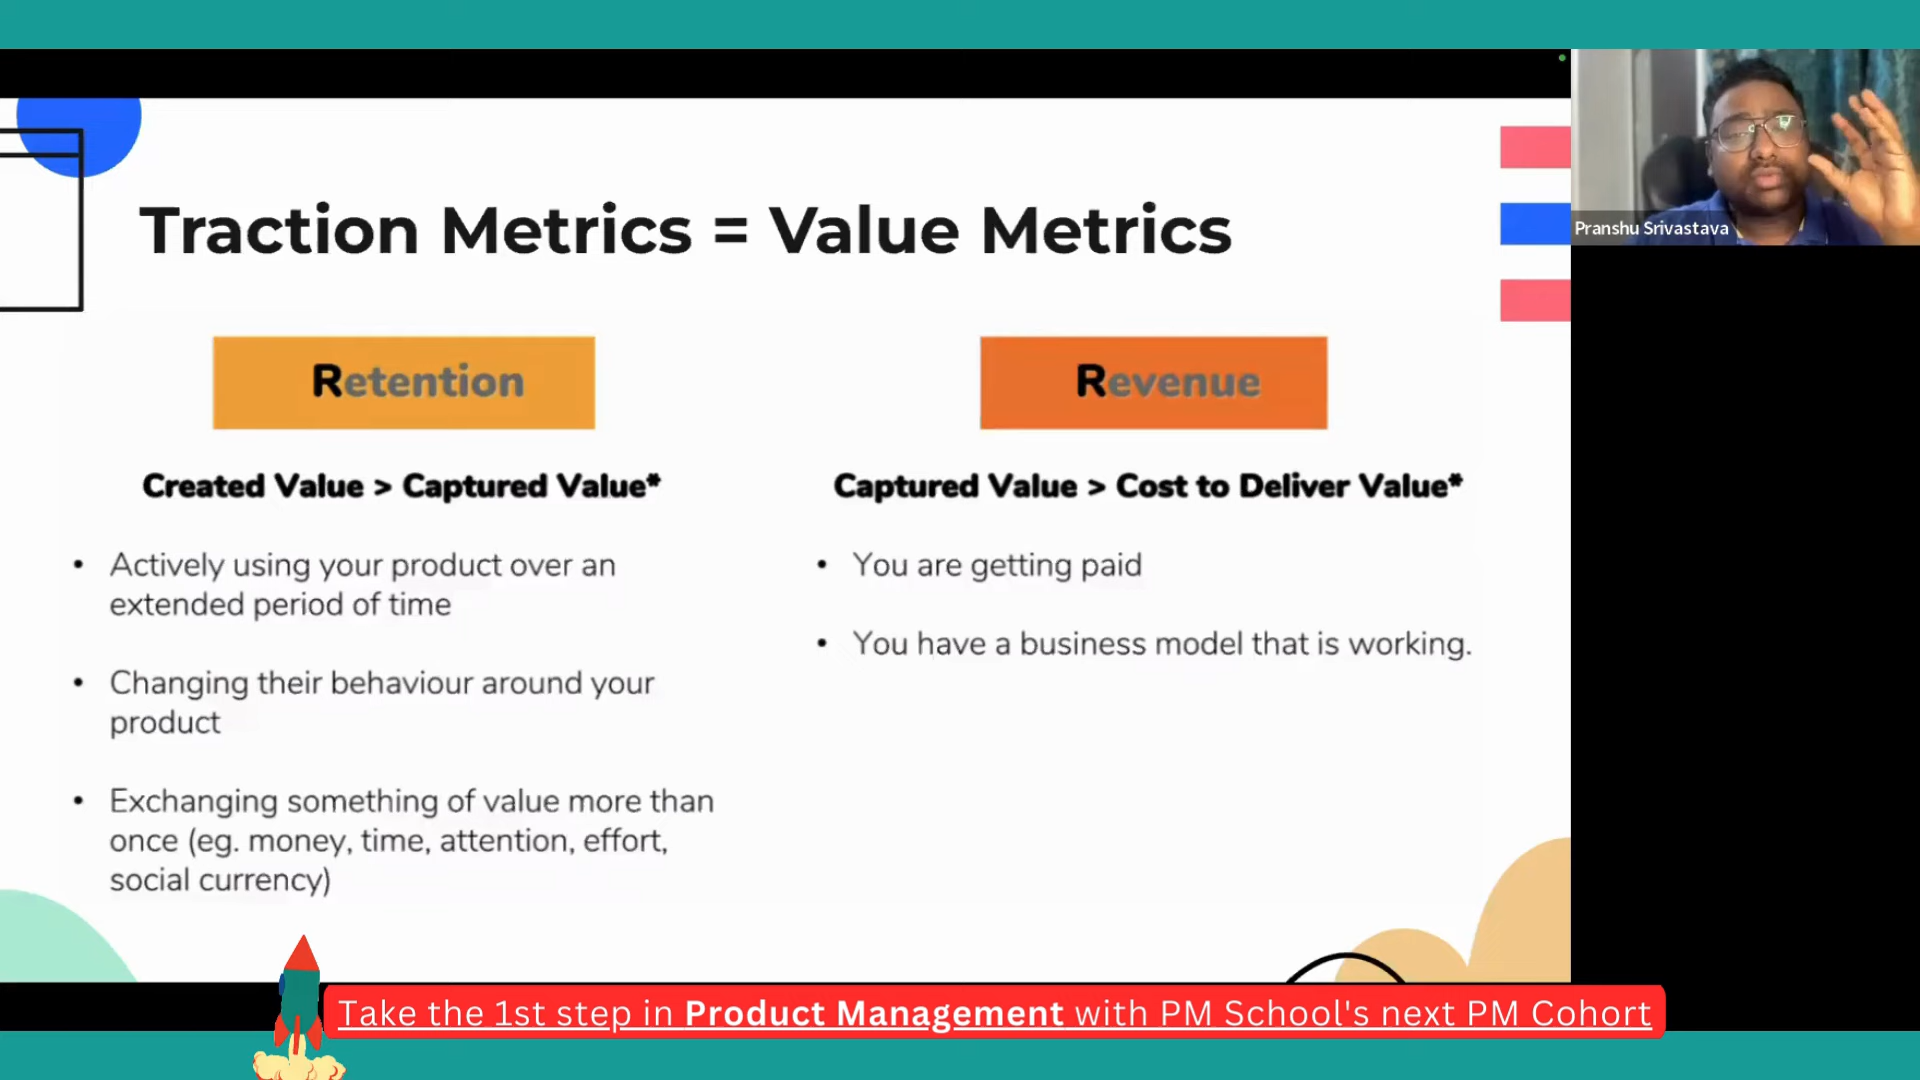 Traction Metrics = Value Metrics
Retention
Created Value > Captured Value*
• Actively using your product over an
extended period of time
• Changing their behaviour around your
product
• Exchanging something of value more than
once (eg. money, time, attention, effort,
social currency)
Revenue
Captured Value > Cost to Deliver Value*
• You are getting paid
• You have a business model that is working.
Pranshu Srivastava
Take the 1st step in Product Management with PM School's next PM Cohort